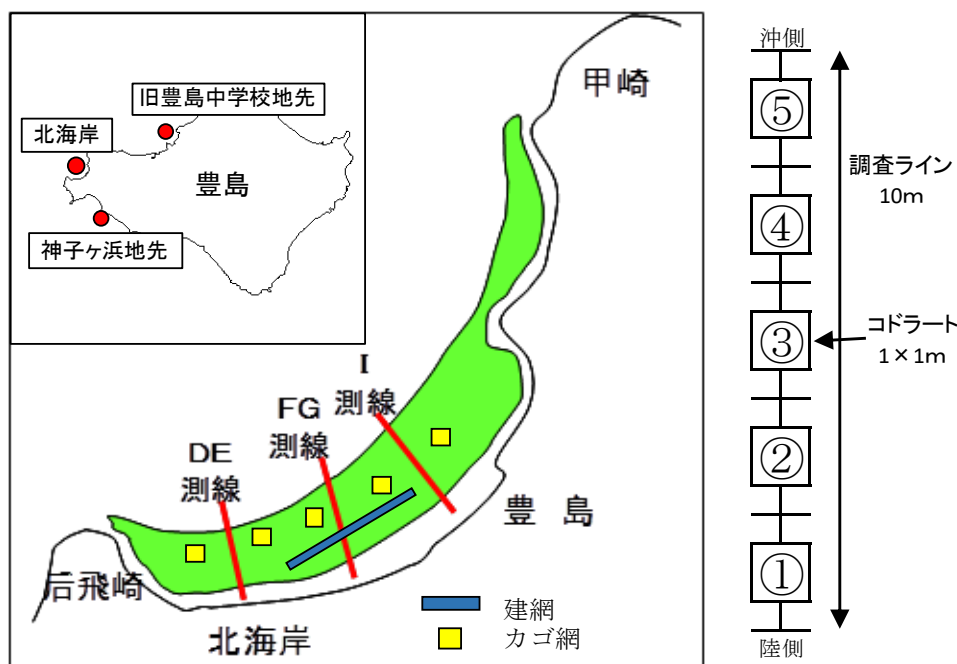 旧豊島中学校地先
北海岸
豊島
神子ヶ浜地先
甲崎
I
測線
FG
測線
DE
測線
豊島
后飛崎
北海岸
建網
カゴ網
沖側
⑤
④
③
②
①
陸側
調査ライン
10m
コドラート
1×1m